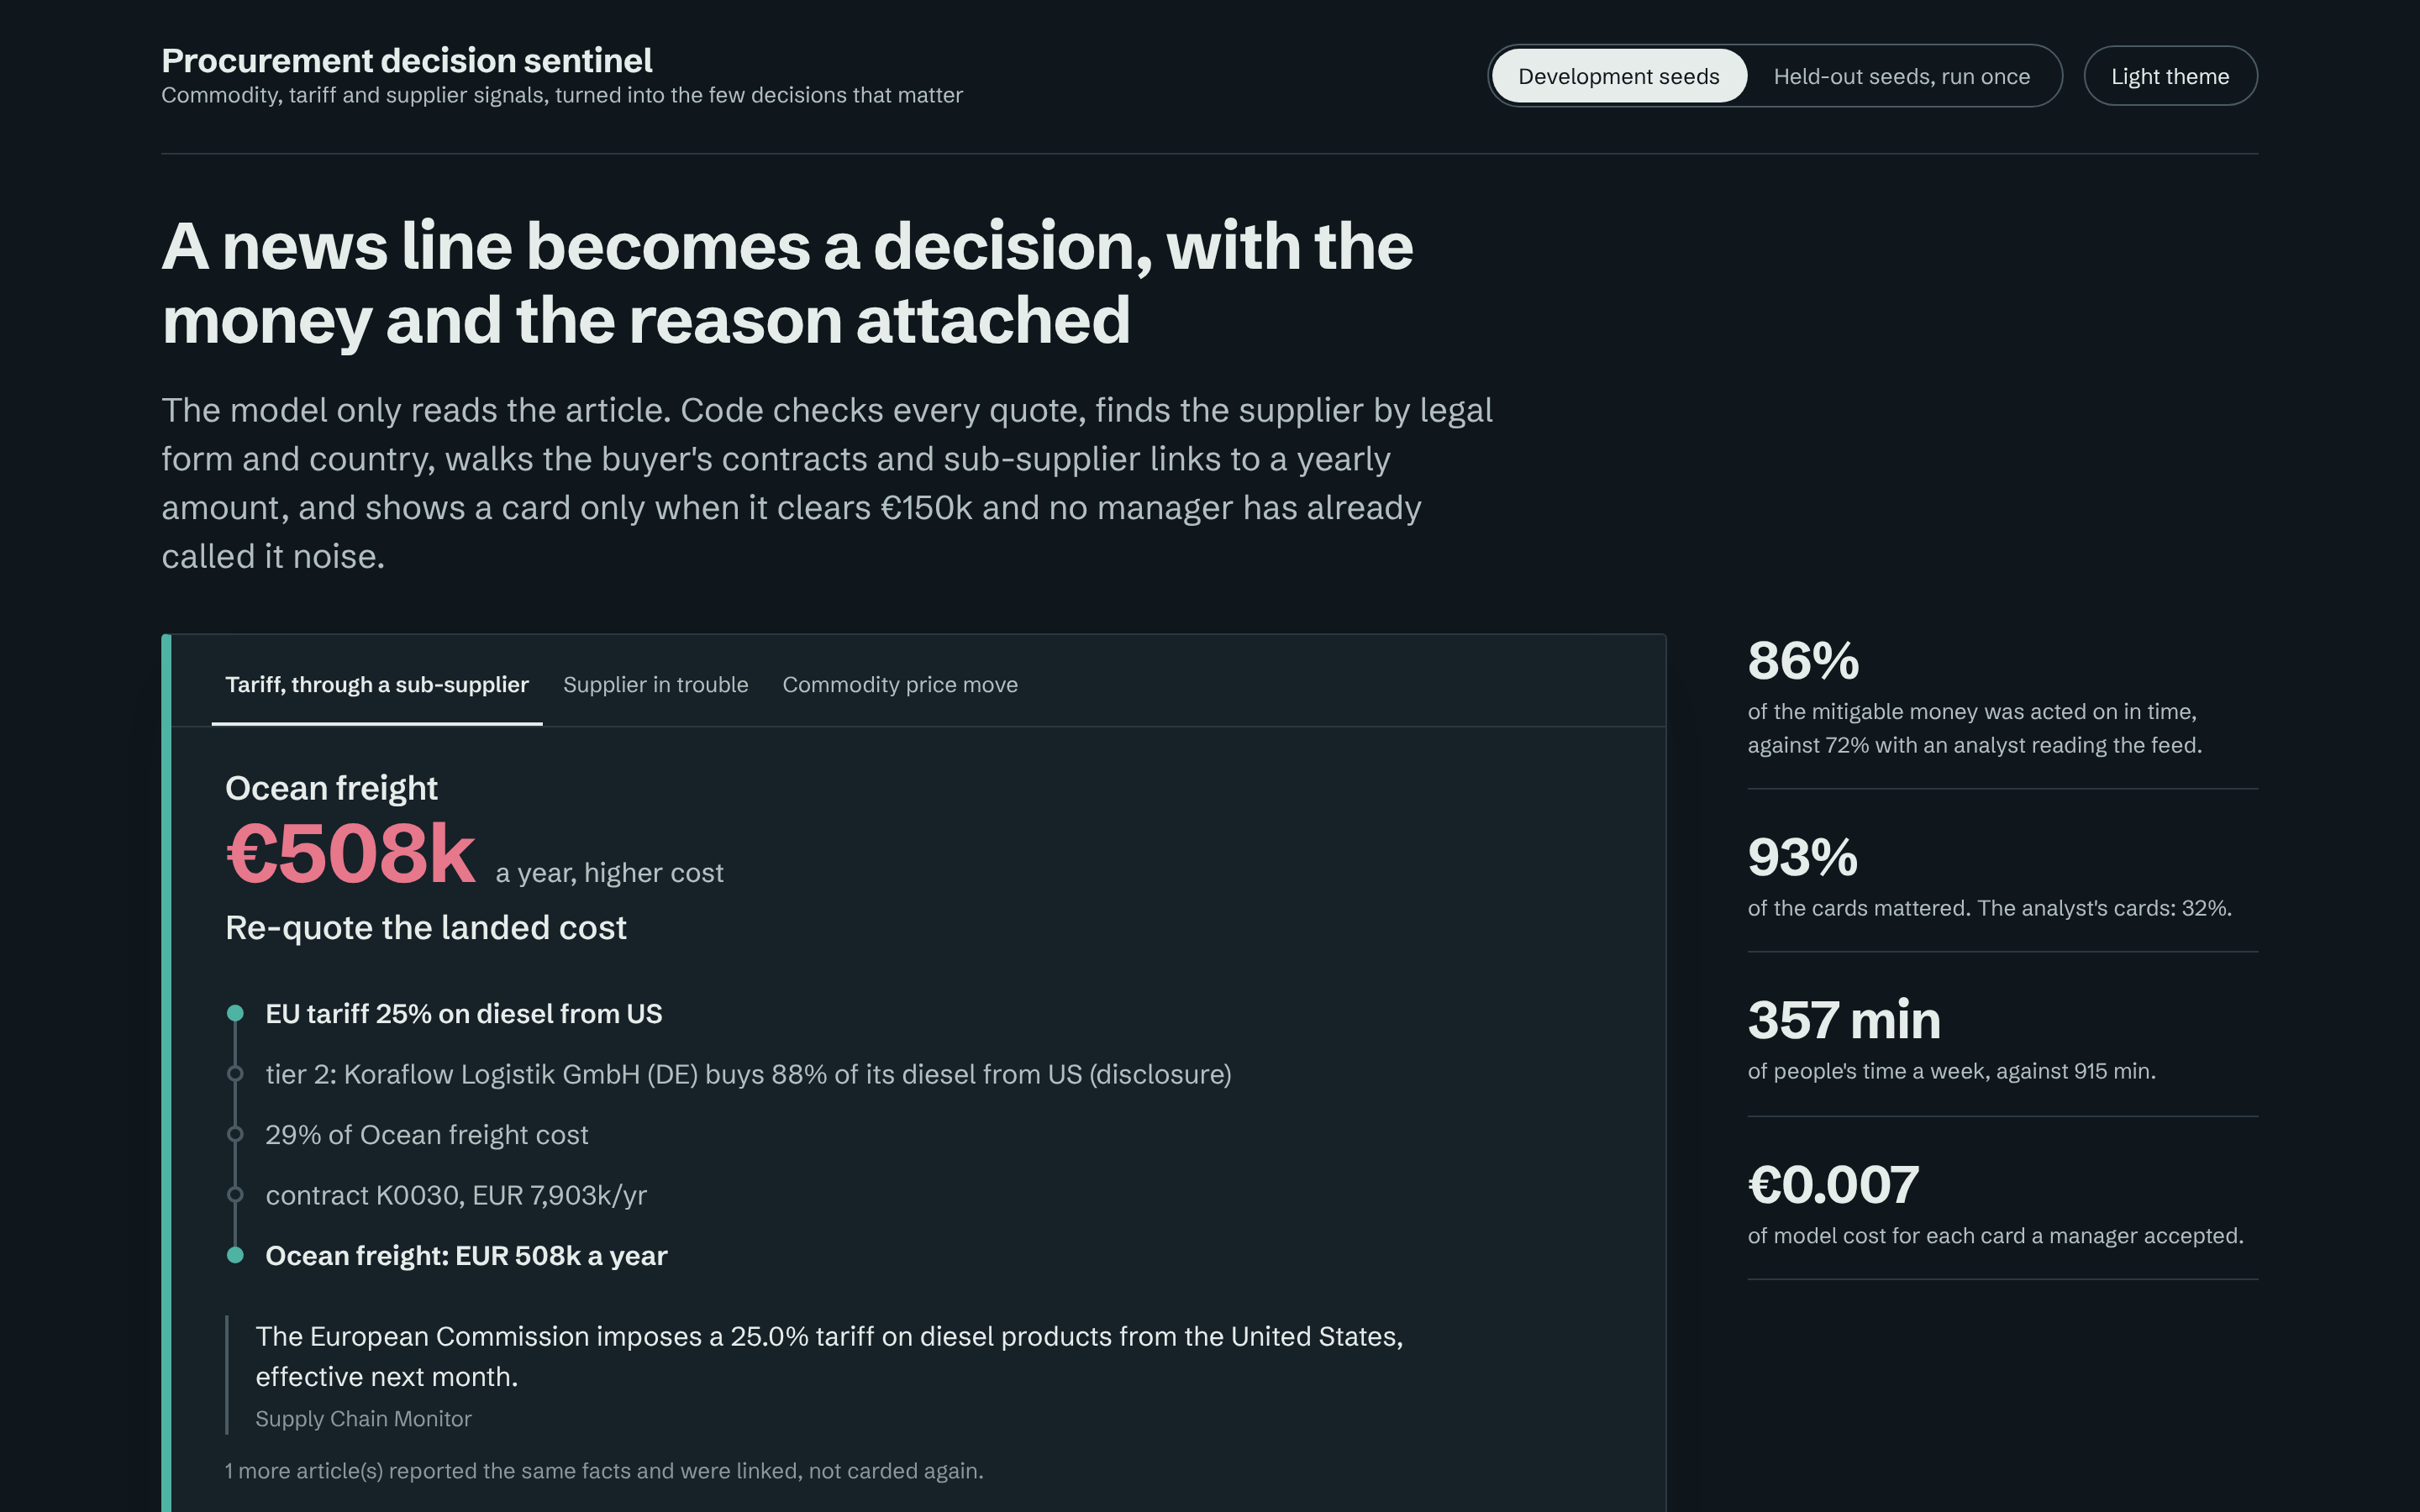 Procurement decision sentinel
Commodity, tariff and supplier signals, turned into the few decisions that matter
Development seeds
Held-out seeds, run once
Light theme
A news line becomes a decision, with the
money and the reason attached
The model only reads the article. Code checks every quote, finds the supplier by legal
form and country, walks the buyer's contracts and sub-supplier links to a yearly
amount, and shows a card only when it clears €150k and no manager has already
called it noise.
Tariff, through a sub-supplier
Supplier in trouble
Commodity price move
Ocean freight
€508k a year, higher cost
Re-quote the landed cost
EU tariff 25% on diesel from US
tier 2: Koraflow Logistik GmbH (DE) buys 88% of its diesel from US (disclosure)
29% of Ocean freight cost
contract K0030, EUR 7,903k/yr
Ocean freight: EUR 508k a year
The European Commission imposes a 25.0% tariff on diesel products from the United States,
effective next month.
Supply Chain Monitor
1 more article(s) reported the same facts and were linked, not carded again.
86%
of the mitigable money was acted on in time,
against 72% with an analyst reading the feed.
93%
of the cards mattered. The analyst's cards: 32%.
357 min
of people's time a week, against 915 min.
€0.007
of model cost for each card a manager accepted.